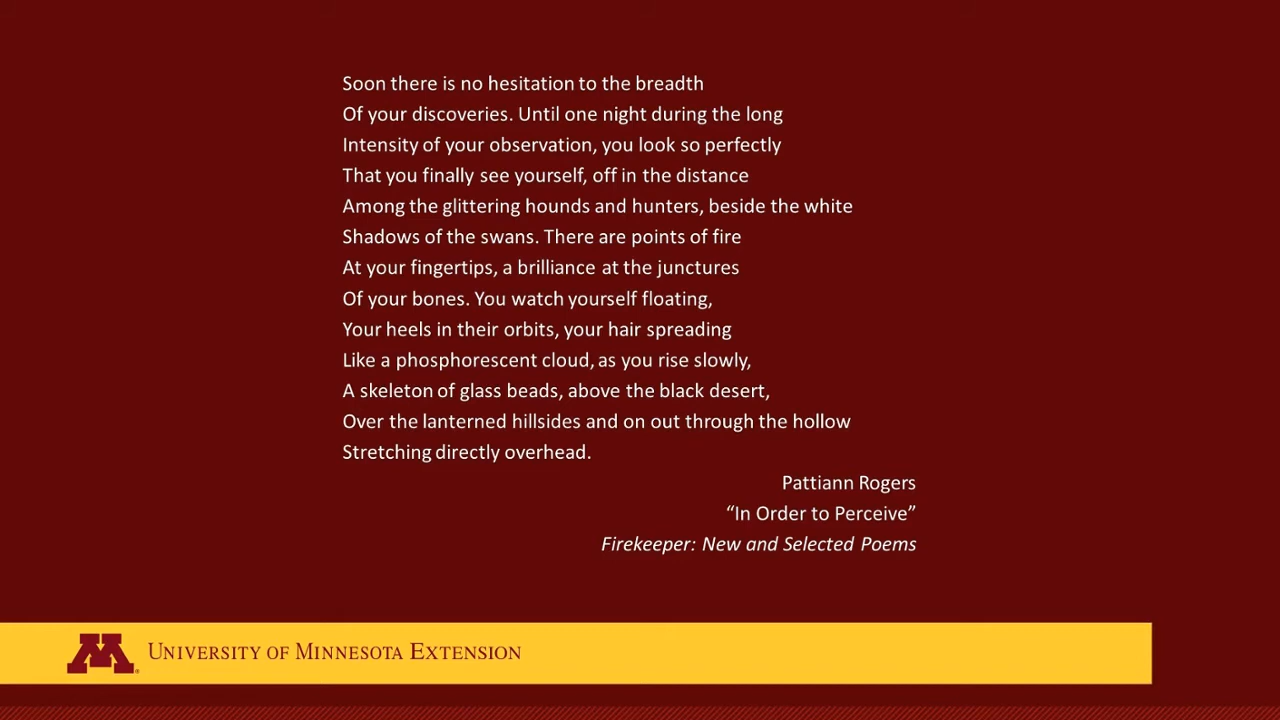 Soon there is no hesitation to the breadth
Of your discoveries. Until one night during the long
Intensity of your observation, you look so perfectly
That you finally see yourself, off in the distance
Among the glittering hounds and hunters, beside the white
Shadows of the swans. There are points of fire
At your fingertips, a brilliance at the junctures
Of your bones. You watch yourself floating,
Your heels in their orbits, your hair spreading
Like a phosphorescent cloud, as you rise slowly,
A skeleton of glass beads, above the black desert,
Over the lanterned hillsides and on out through the hollow
Stretching directly overhead.
Pattiann Rogers
“In Order to Perceive”
Firekeeper: New and Selected Poems
M
University of Minnesota Extension